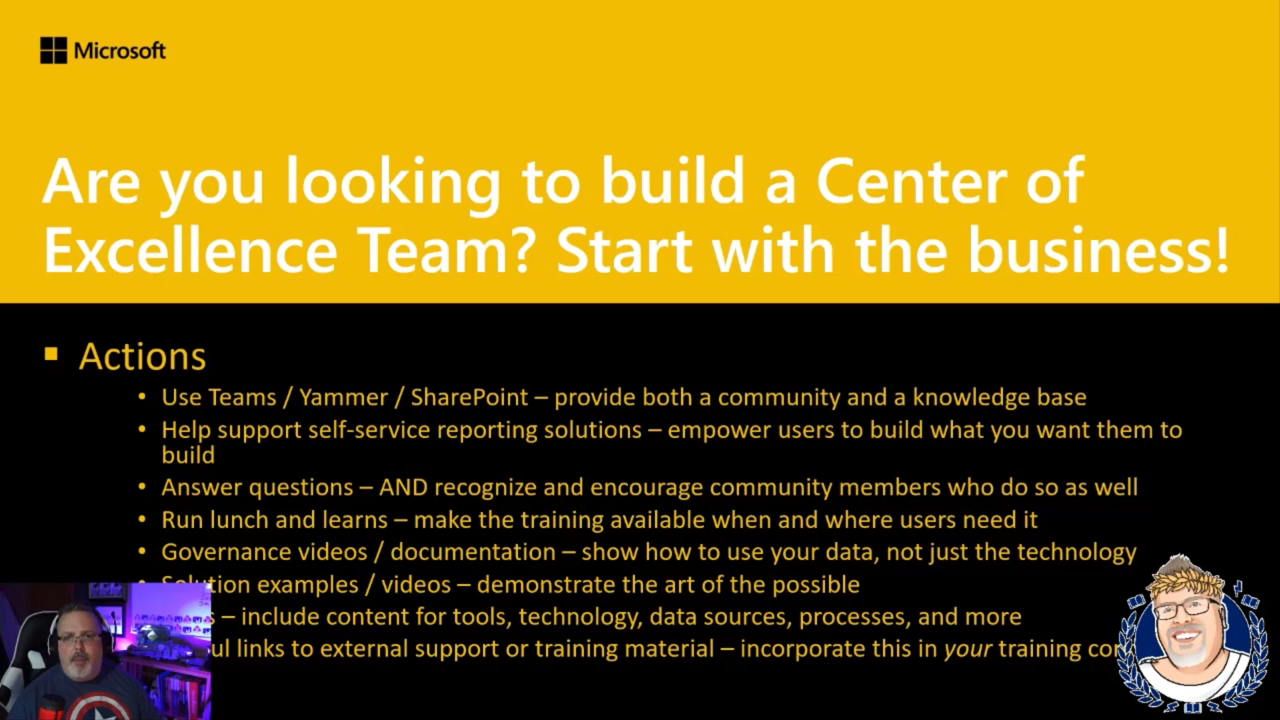 Microsoft
Are you looking to build a Center of
Excellence Team? Start with the business!
Actions
Use Teams / Yammer / SharePoint – provide both a community and a knowledge base
Help support self-service reporting solutions – empower users to build what you want them to
build
Answer questions – AND recognize and encourage community members who do so as well
Run lunch and learns – make the training available when and where users need it
Governance videos / documentation – show how to use your data, not just the technology
Solution examples / videos – demonstrate the art of the possible
– include content for tools, technology, data sources, processes, and more
links to external support or training material – incorporate this in your training